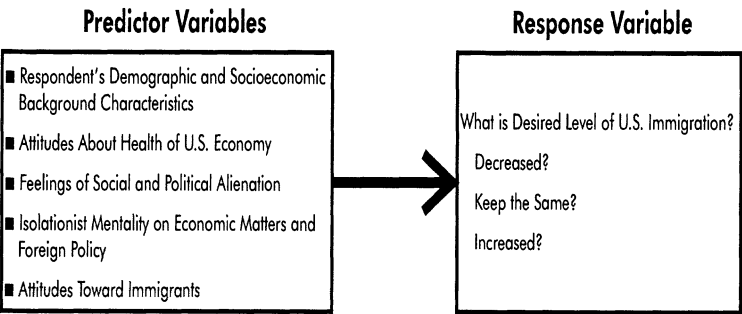 Predictor Variables
Response Variable
■ Respondent's Demographic and Socioeconomic
Background Characteristics
■ Attitudes About Health of U.S. Economy
■ Feelings of Social and Political Alienation
■ Isolationist Mentality on Economic Matters and
Foreign Policy
■ Attitudes Toward Immigrants
What is Desired Level of U.S. Immigration?
Decreased?
Keep the Same?
Increased?